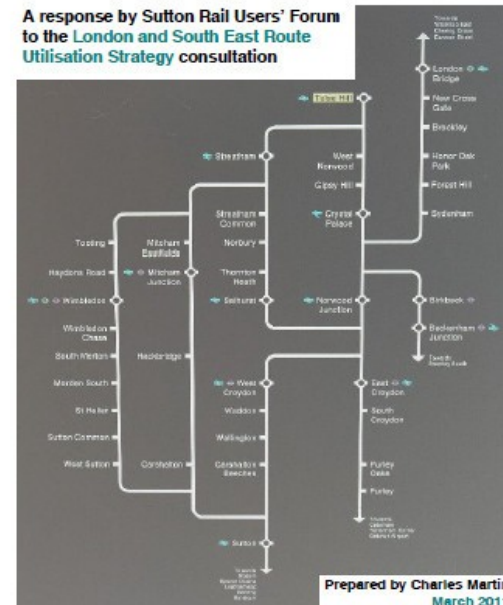 A response by Sutton Rail Users' Forum
to the London and South East Route
Utilisation Strategy consultation
London
Bridge
Tulse Hill
New Cross
Gate
Brockley
Streatham
West
Norwood
Honor Oak
Park
Gipsy Hill
Forest Hill
Streatham
Common
Crystal
Palace
Sydenham
Tooting
Mitcham
Eastfields
Norbury
Haydons Road
Mitcham
Junction
Thornton
Heath
Wimbledon
Selhurst
Norwood
Junction
Birkbeck
Wimbledon
Chase
Beckenham
Junction
South Merton
Hackbridge
Morden South
West
Croydon
East
Croydon
St Helier
Waddon
South
Croydon
Sutton Common
Wallington
West Sutton
Carshalton
Carshalton
Beeches
Purley
Oaks
Purley
Sutton
Prepared by Charles Martin